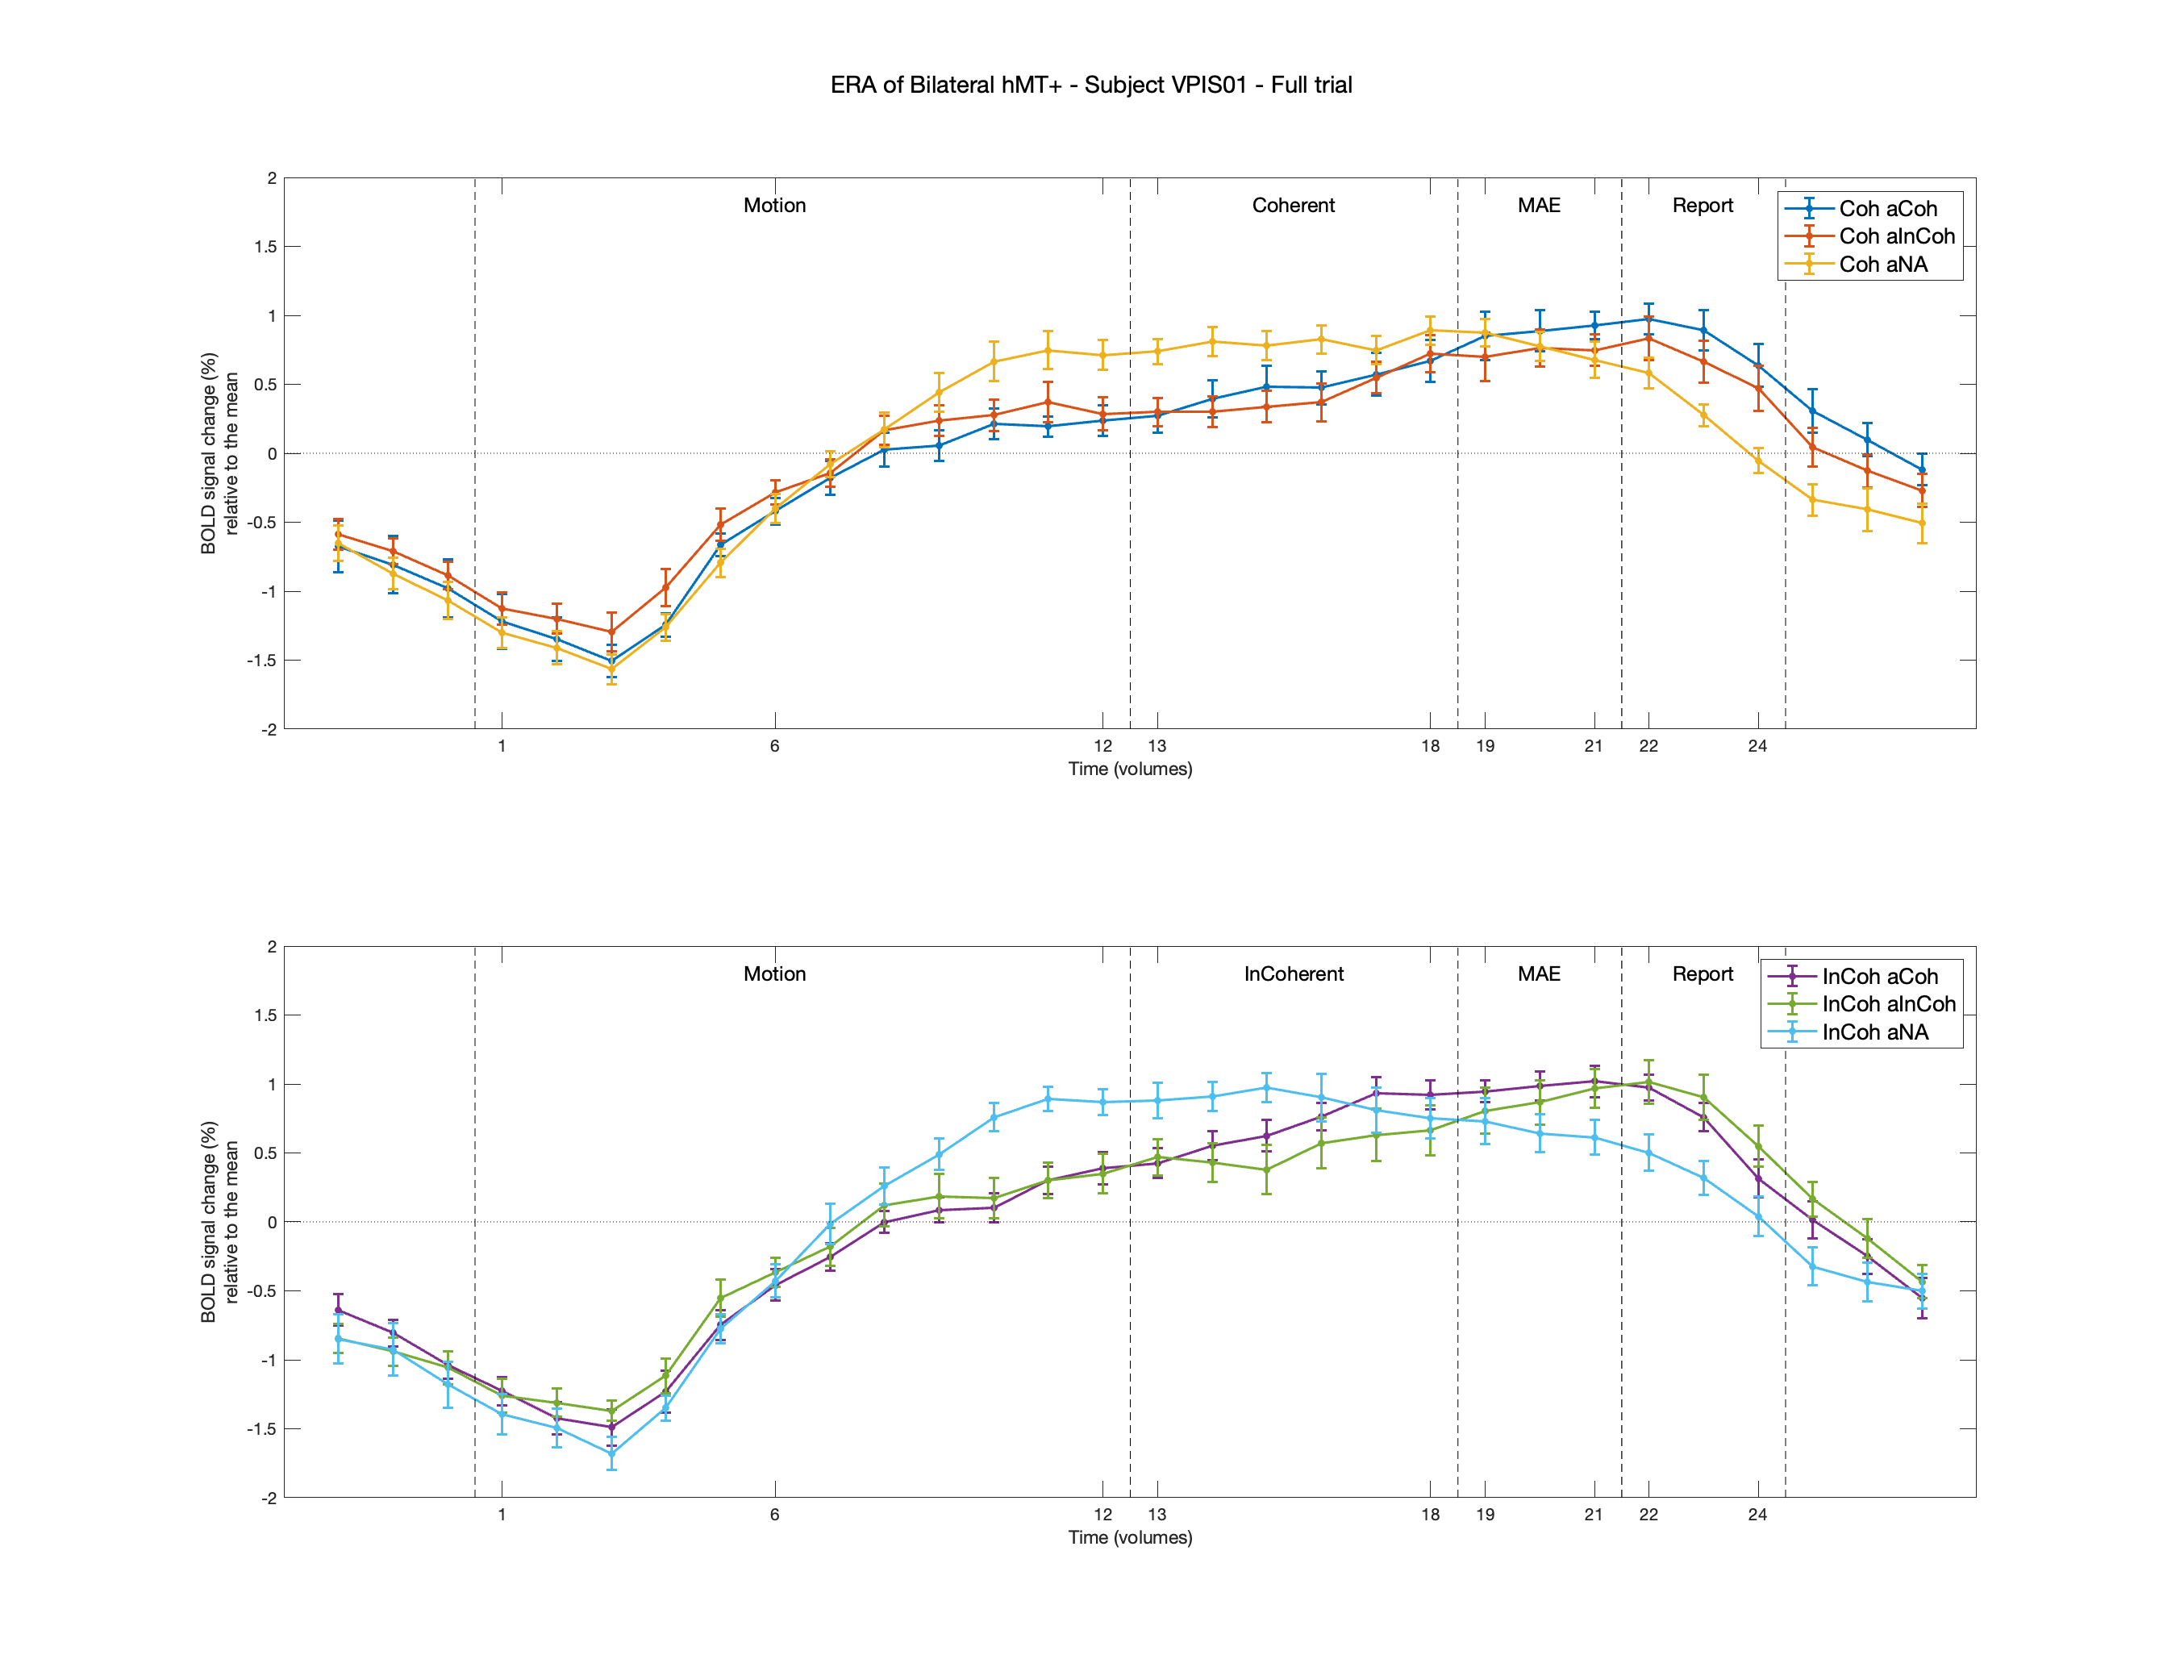 ERA of Bilateral hMT+ - Subject VPIS01 - Full trial
Motion
Coherent
MAE
Report
Coh aCoh
Coh aInCoh
Coh aNA
2
1.5
1
0.5
0
-0.5
-1
-1.5
-2
BOLD signal change (%)
relative to the mean
1 6 12 13 18 19 21 22 24
Time (volumes)
Motion
InCoherent
MAE
Report
InCoh aCoh
InCoh aInCoh
InCoh aNA
2
1.5
1
0.5
0
-0.5
-1
-1.5
-2
BOLD signal change (%)
relative to the mean
1 6 12 13 18 19 21 22 24
Time (volumes)